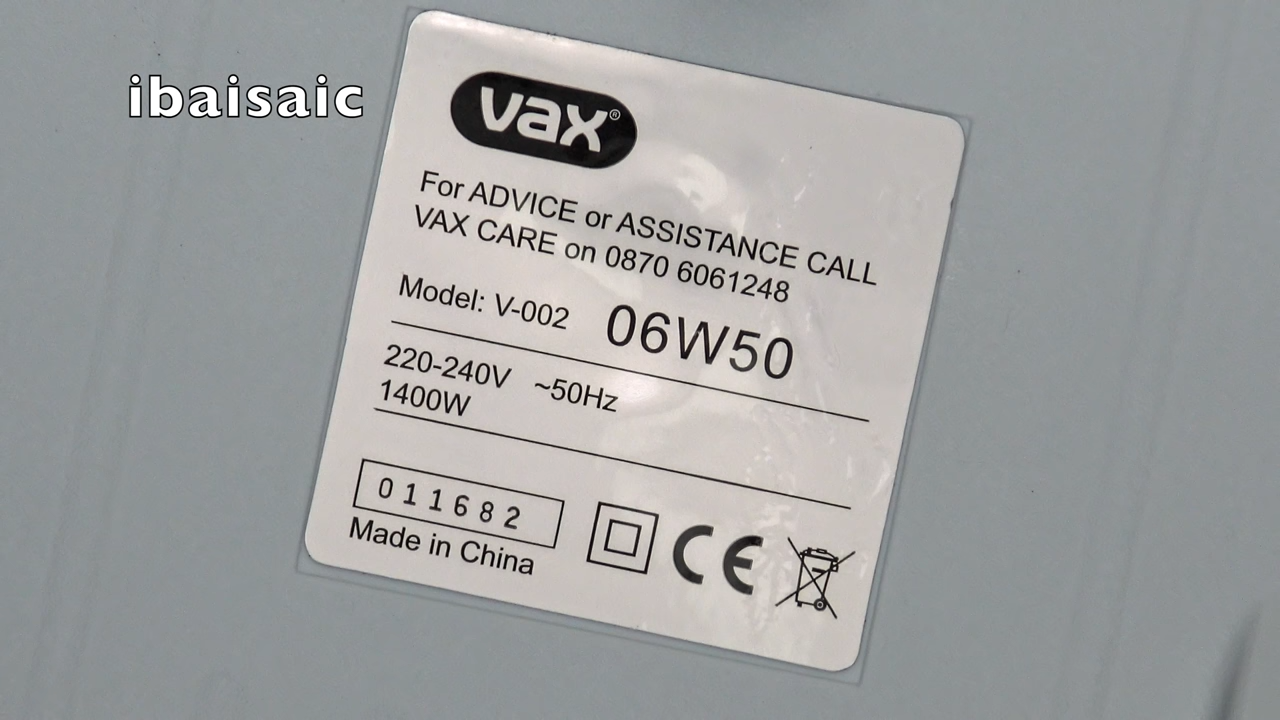 ibaisaic
vax®
For ADVICE or ASSISTANCE CALL
VAX CARE on 0870 6061248
Model: V-002 06W50
220-240V ~50Hz
1400W
011682
Made in China
CE